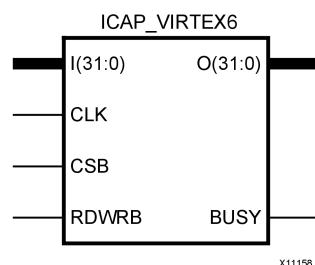 ICAP_VIRTEX6
I(31:0) O(31:0)
CLK
CSB
RDWRB BUSY
X11158